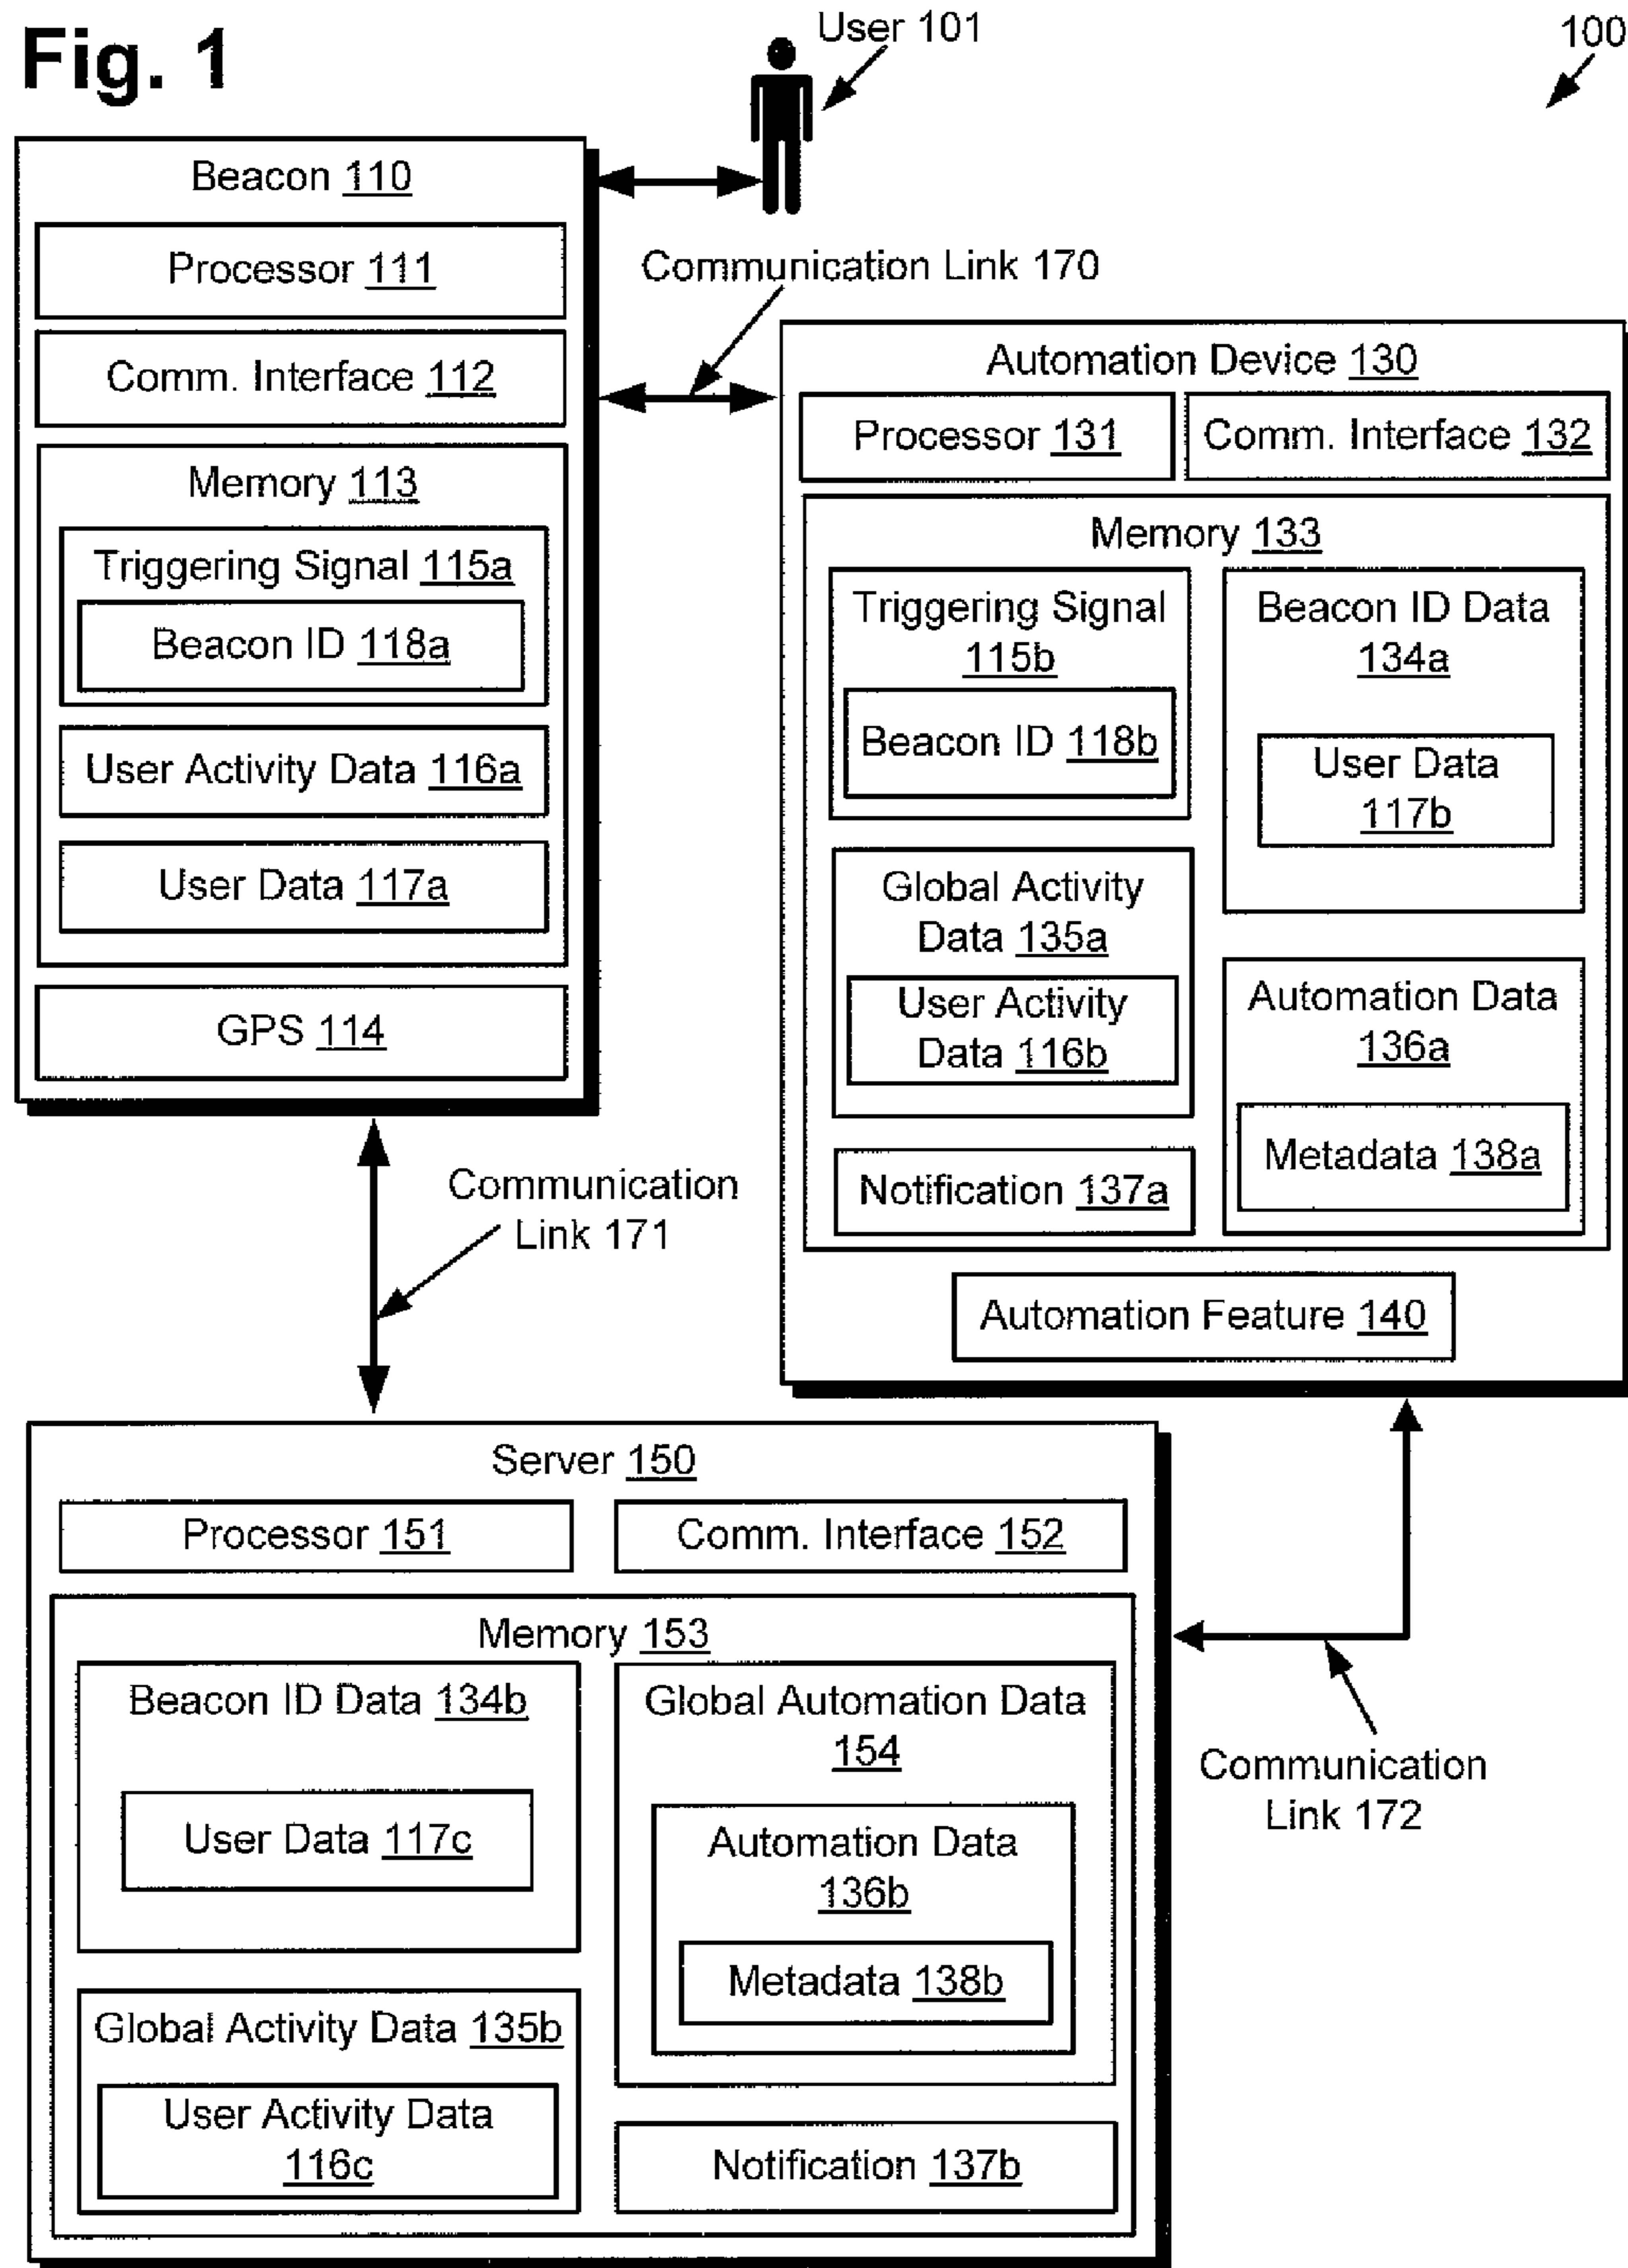 Fig. 1
User 101
100
Beacon 110
Processor 111
Comm. Interface 112
Memory 113
Triggering Signal 115a
Beacon ID 118a
User Activity Data 116a
User Data 117a
GPS 114
Communication Link 170
Automation Device 130
Processor 131
Comm. Interface 132
Memory 133
Triggering Signal
115b
Beacon ID 118b
Beacon ID Data
134a
User Data
117b
Global Activity
Data 135a
User Activity
Data 116b
Automation Data
136a
Metadata 138a
Notification 137a
Automation Feature 140
Communication
Link 171
Server 150
Processor 151
Comm. Interface 152
Memory 153
Beacon ID Data 134b
User Data 117c
Global Automation Data
154
Automation Data
136b
Metadata 138b
Global Activity Data 135b
User Activity Data
116c
Notification 137b
Communication
Link 172